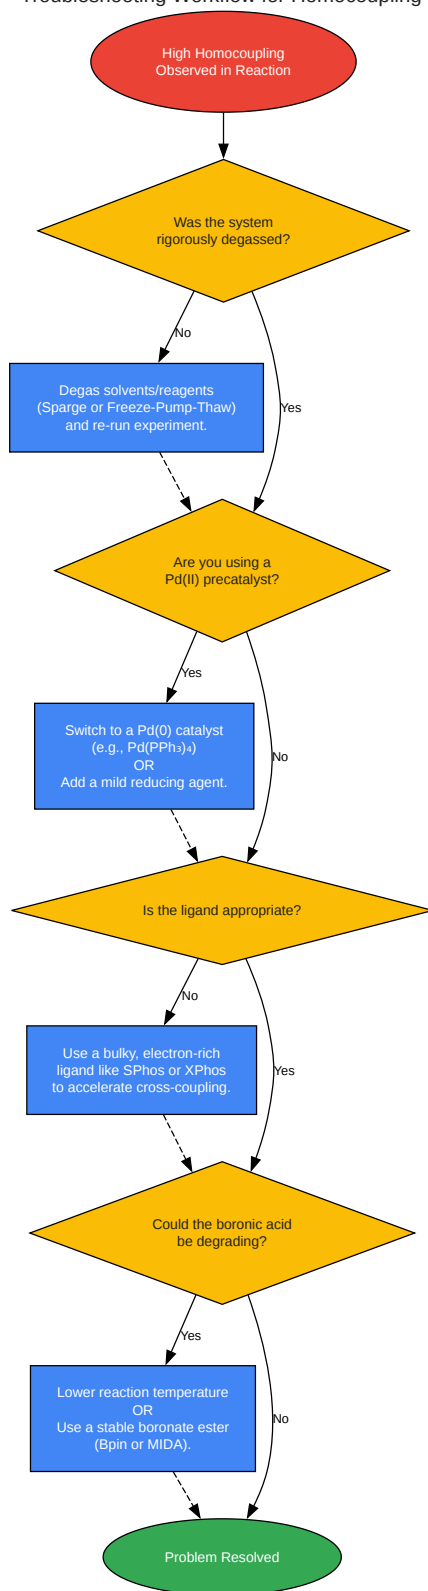 Troubleshooting Workflow for Homocoupling
High Homocoupling
Observed in Reaction
Was the system
rigorously degassed?
No
Degas solvents/reagents
(Sparge or Freeze-Pump-Thaw)
and re-run experiment.
Yes
Are you using a
Pd(II) precatalyst?
Yes
Switch to a Pd(0) catalyst
(e.g., Pd(PPh₃)₄)
OR
Add a mild reducing agent.
No
Is the ligand appropriate?
No
Use a bulky, electron-rich
ligand like SPhos or XPhos
to accelerate cross-coupling.
Yes
Could the boronic acid
be degrading?
Yes
Lower reaction temperature
OR
Use a stable boronate ester
(Bpin or MIDA).
No
Problem Resolved